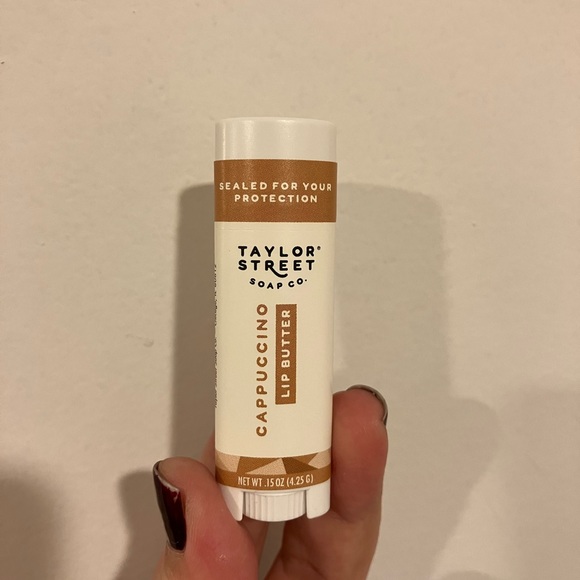 SEALED FOR YOUR
PROTECTION
TAYLOR®
STREET
SOAP CO.
CAPPUCCINO
LIP BUTTER
NET WT .15 OZ (4.25 G)